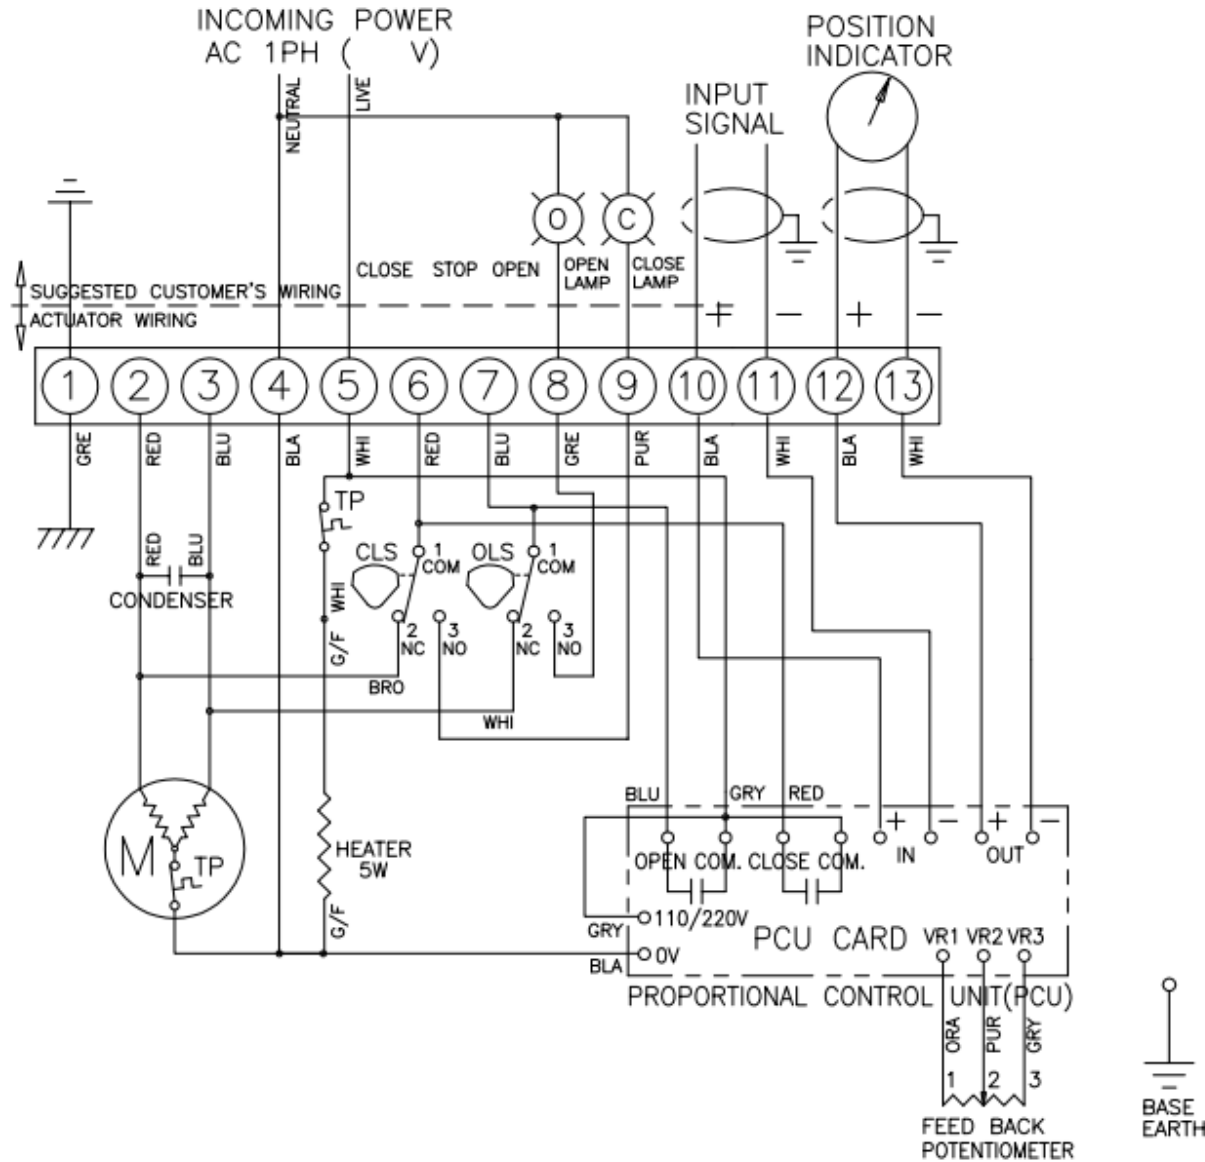 INCOMING POWER
AC 1PH ( V)
NEUTRAL
LIVE
POSITION
INDICATOR
INPUT
SIGNAL
O
C
CLOSE STOP OPEN
OPEN
LAMP
CLOSE
LAMP
SUGGESTED CUSTOMER'S WIRING
ACTUATOR WIRING
+ - + -
1 2 3 4 5 6 7 8 9 10 11 12 13
GRE RED BLU BLA WHI RED BLU GRE PUR BLA WHI BLA WHI
TP
RED BLU
CONDENSER
WHI
G/F
CLS
1
COM
2
NC
3
NO
OLS
1
COM
2
NC
3
NO
BRO
WHI
M
TP
HEATER
5W
G/F
BLU GRY RED
+ - + -
OPEN COM. CLOSE COM. IN OUT
GRY
110/220V
PCU CARD
VR1 VR2 VR3
BLA
0V
PROPORTIONAL CONTROL UNIT(PCU)
ORA PUR GRY
1 2 3
FEED BACK
POTENTIOMETER
BASE
EARTH